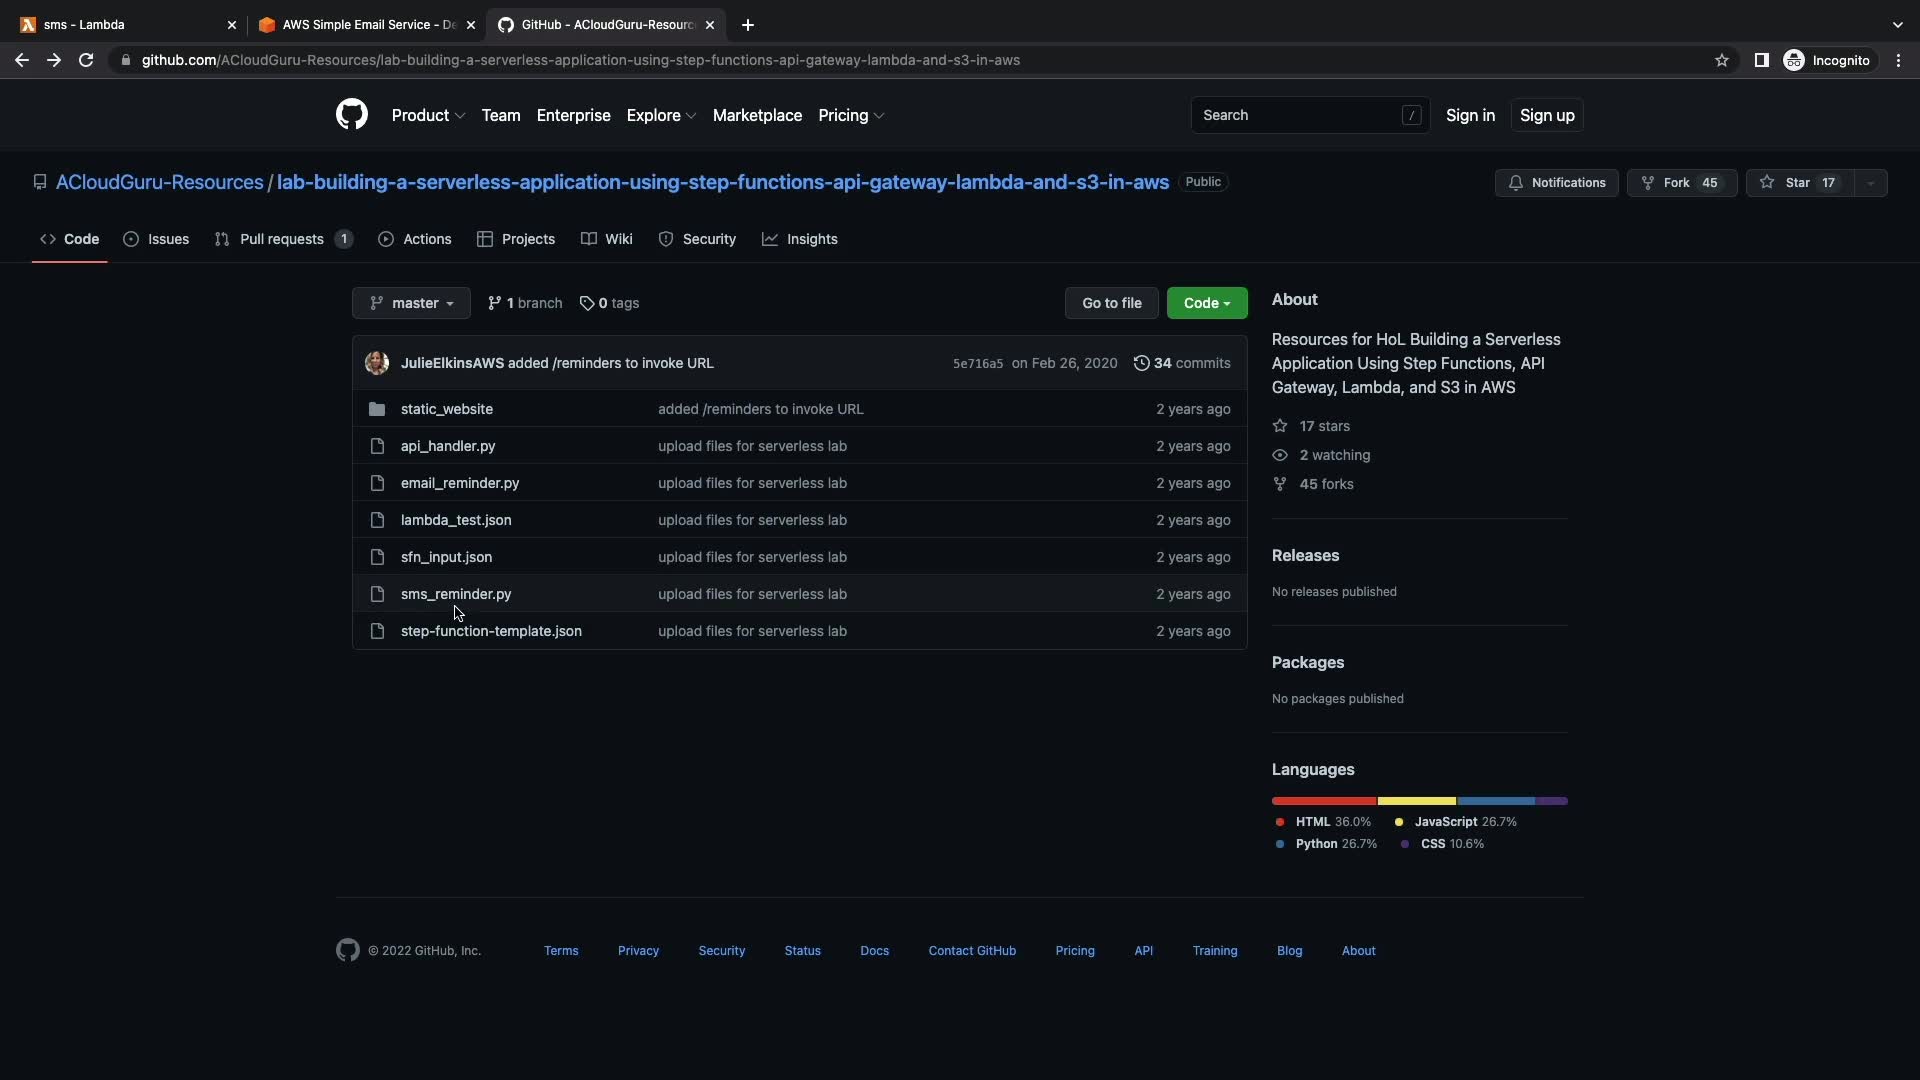 sms - Lambda
AWS Simple Email Service - De
GitHub - ACloudGuru-Resourc
github.com/ACloudGuru-Resources/lab-building-a-serverless-application-using-step-functions-api-gateway-lambda-and-s3-in-aws
Incognito
Product Team Enterprise Explore Marketplace Pricing
Search /
Sign in Sign up
ACloudGuru-Resources / lab-building-a-serverless-application-using-step-functions-api-gateway-lambda-and-s3-in-aws Public
Notifications Fork 45 Star 17
Code Issues Pull requests 1 Actions Projects Wiki Security Insights
master 1 branch 0 tags Go to file Code
JulieElkinsAWS added /reminders to invoke URL 5e716a5 on Feb 26, 2020 34 commits
static_website added /reminders to invoke URL 2 years ago
api_handler.py upload files for serverless lab 2 years ago
email_reminder.py upload files for serverless lab 2 years ago
lambda_test.json upload files for serverless lab 2 years ago
sfn_input.json upload files for serverless lab 2 years ago
sms_reminder.py upload files for serverless lab 2 years ago
step-function-template.json upload files for serverless lab 2 years ago
About
Resources for HoL Building a Serverless
Application Using Step Functions, API
Gateway, Lambda, and S3 in AWS
17 stars
2 watching
45 forks
Releases
No releases published
Packages
No packages published
Languages
HTML 36.0% JavaScript 26.7%
Python 26.7% CSS 10.6%
© 2022 GitHub, Inc. Terms Privacy Security Status Docs Contact GitHub Pricing API Training Blog About